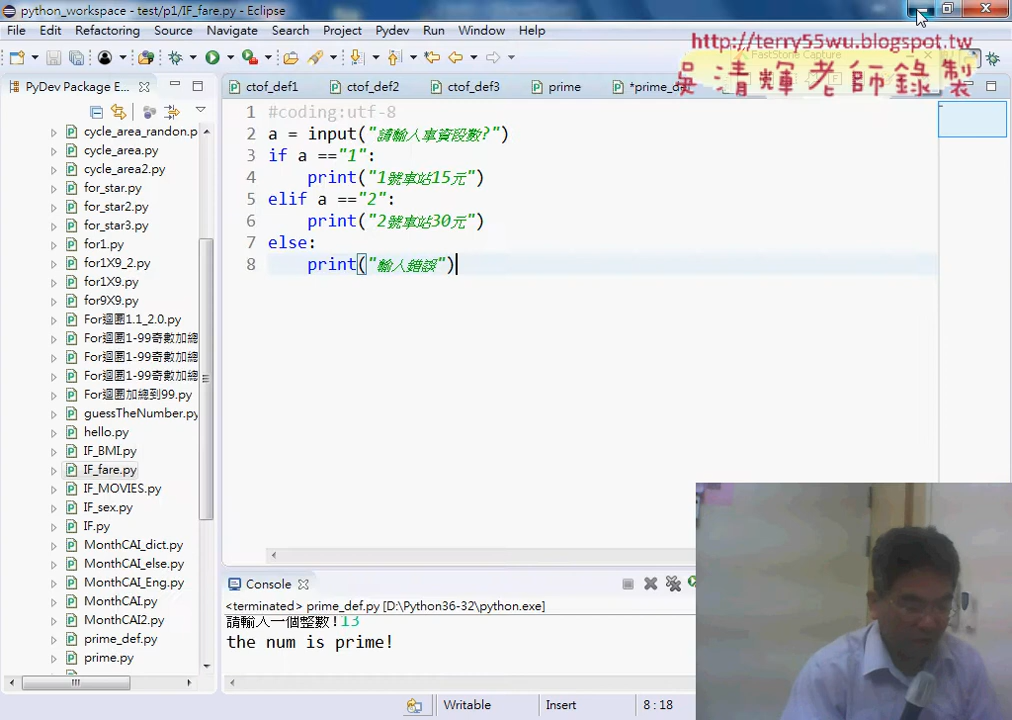 python_workspace - test/p1/IF_fare.py - Eclipse
File Edit Refactoring Source Navigate Search Project Pydev Run Window Help
http://terry55wu.blogspot.tw
吳清輝老師錄製
PyDev Package E...
ctof_def1 ctof_def2 ctof_def3 prime *prime_d
cycle_area_randon.p
cycle_area.py
cycle_area2.py
for_star.py
for_star2.py
for_star3.py
for1.py
for1X9_2.py
for1X9.py
for9X9.py
For迴圈1.1_2.0.py
For迴圈1-99奇數加總
For迴圈1-99奇數加總
For迴圈1-99奇數加總
For迴圈加總到99.py
guessTheNumber.py
hello.py
IF_BMI.py
IF_fare.py
IF_MOVIES.py
IF_sex.py
IF.py
MonthCAI_dict.py
MonthCAI_else.py
MonthCAI_Eng.py
MonthCAI.py
MonthCAI2.py
prime_def.py
prime.py
1 #coding:utf-8
2 a = input("請輸入車資段數?")
3 if a =="1":
4 print("1號車站15元")
5 elif a =="2":
6 print("2號車站30元")
7 else:
8 print("輸入錯誤")
Console
<terminated> prime_def.py [D:\Python36-32\python.exe]
請輸入一個整數!13
the num is prime!
Writable Insert 8:18